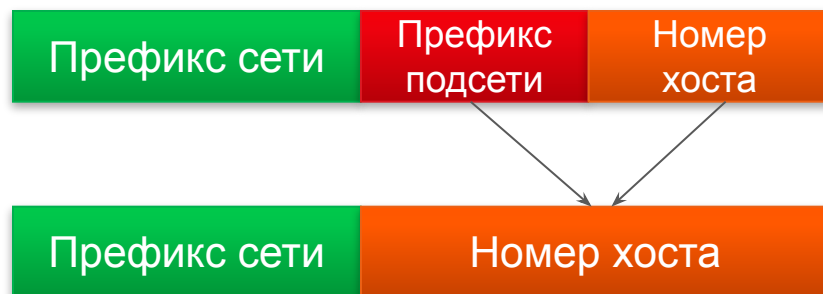 Префикс сети
Префикс
подсети
Номер
хоста
Префикс сети
Номер хоста